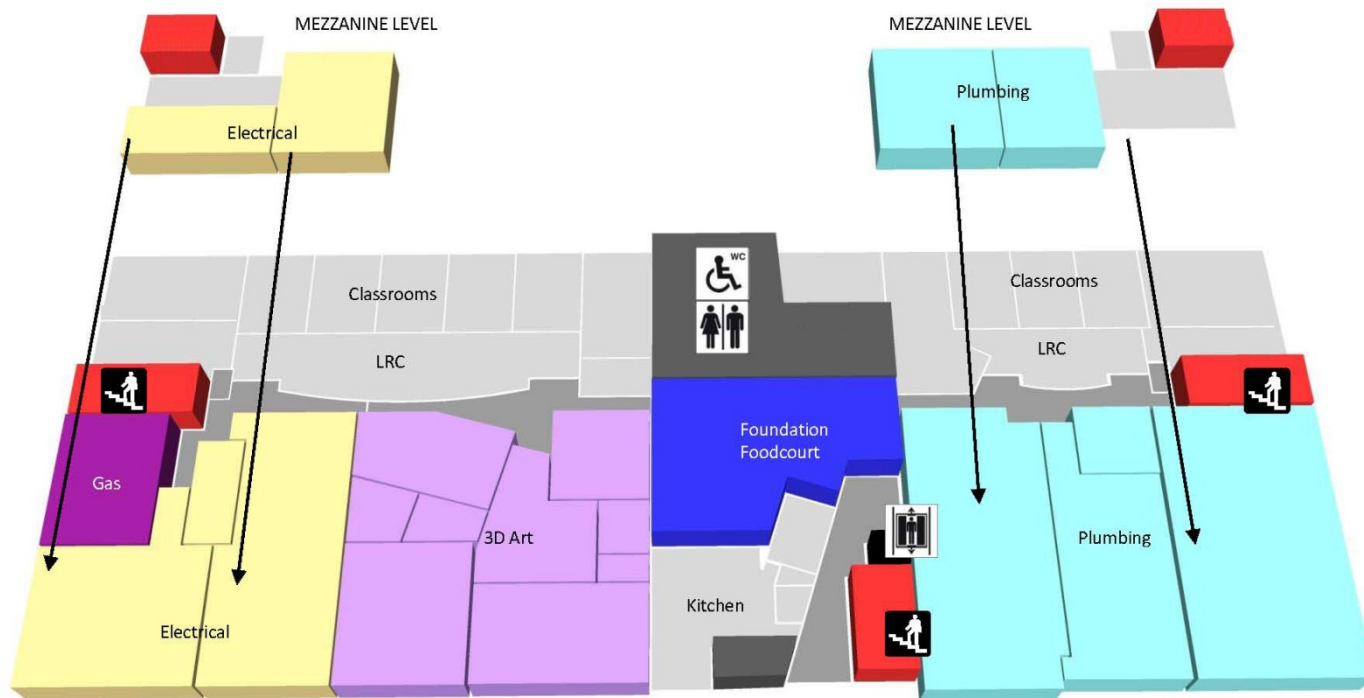 MEZZANINE LEVEL
MEZZANINE LEVEL
Plumbing
Electrical
WC
Classrooms
Classrooms
LRC
LRC
Foundation
Foodcourt
Gas
3D Art
Plumbing
Kitchen
Electrical